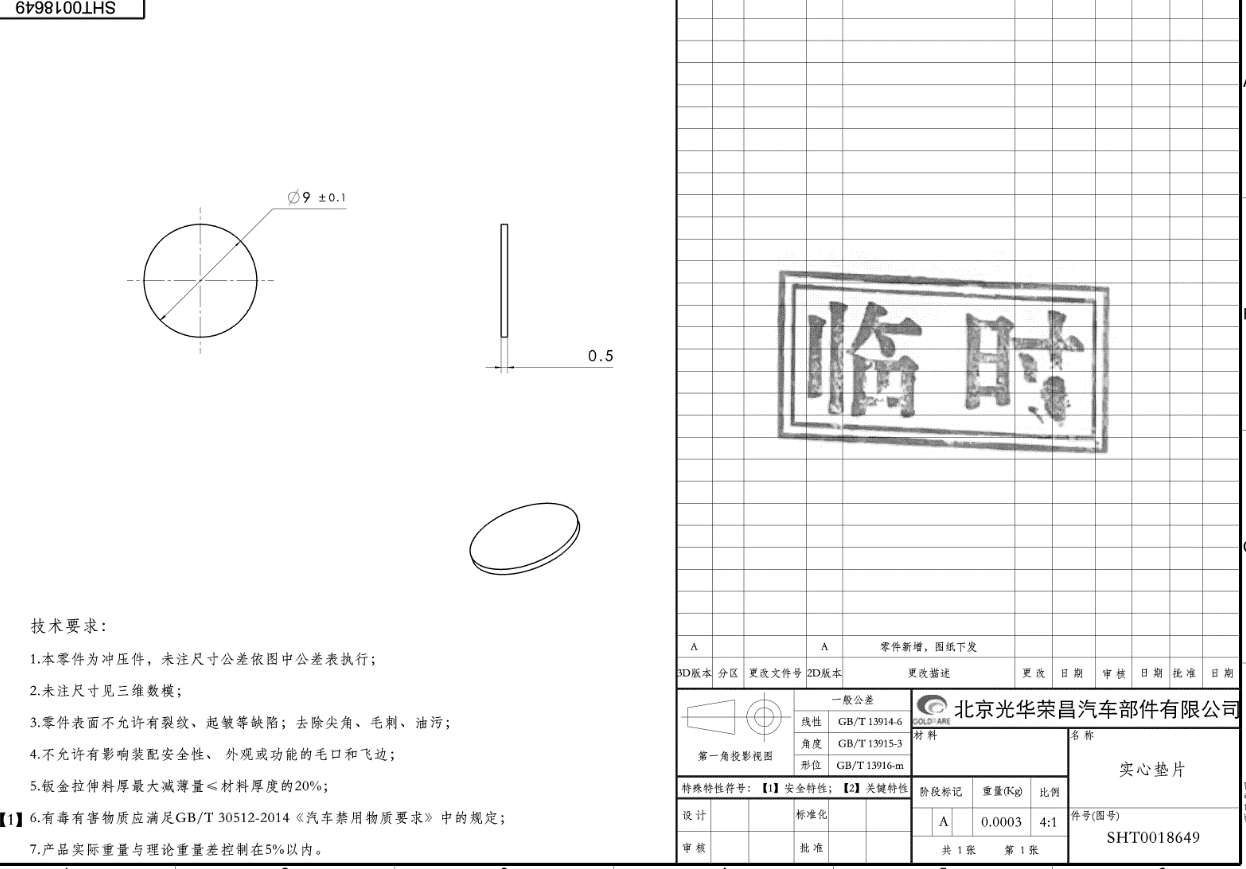 SHT0018649
∅9 ±0.1
0.5
技术要求：
1.本零件为冲压件，未注尺寸公差依图中公差表执行；
2.未注尺寸见三维数模；
3.零件表面不允许有裂纹、起皱等缺陷；去除尖角、毛刺、油污；
4.不允许有影响装配安全性、 外观或功能的毛口和飞边；
5.钣金拉伸料厚最大减薄量≤材料厚度的20%；
【1】 6.有毒有害物质应满足GB/T 30512-2014《汽车禁用物质要求》中的规定；
7.产品实际重量与理论重量差控制在5%以内。
临时
A A 零件新增，图纸下发
3D版本 分区 更改文件号 2D版本 更改描述 更改 日期 审核 日期 批准 日期
第一角投影视图
一般公差
线性 GB/T 13914-6
角度 GB/T 13915-3
形位 GB/T 13916-m
特殊特性符号：【1】安全特性；【2】关键特性
设计 标准化
审核 批准
GOLDRARE
北京光华荣昌汽车部件有限公司
材料
名称
实心垫片
阶段标记 重量(Kg) 比例
A 0.0003 4:1
共 1 张 第 1 张
件号(图号)
SHT0018649